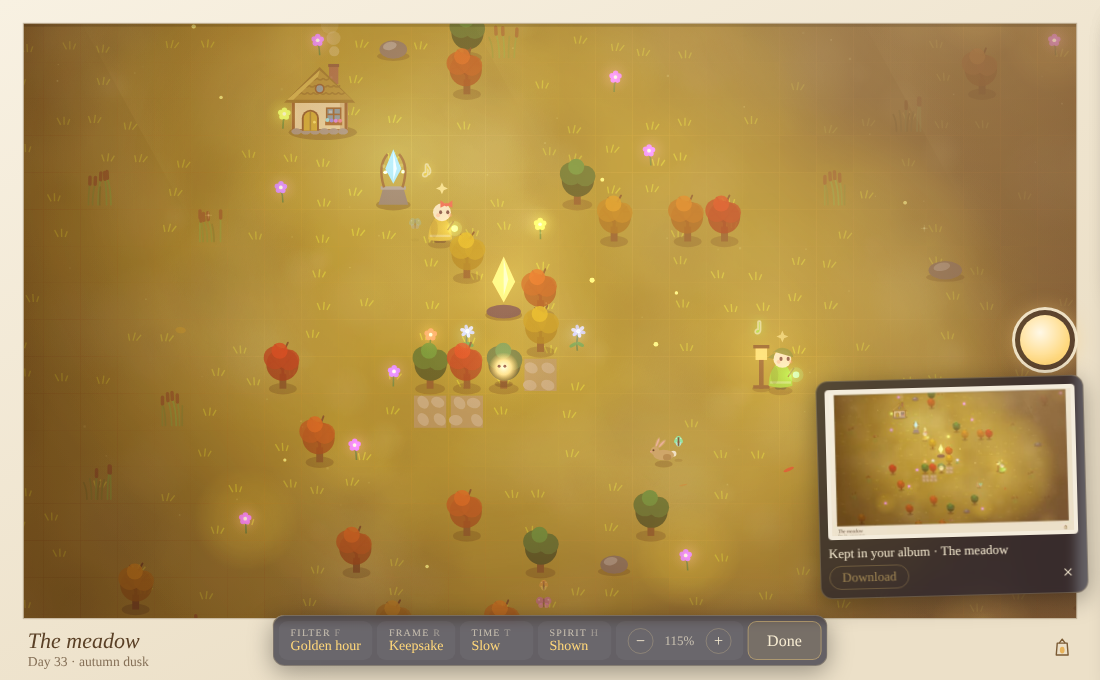 Kept in your album · The meadow
Download
×
The meadow
Day 33 · autumn dusk
FILTER F
Golden hour
FRAME R
Keepsake
TIME T
Slow
SPIRIT H
Shown
− 115% +
Done